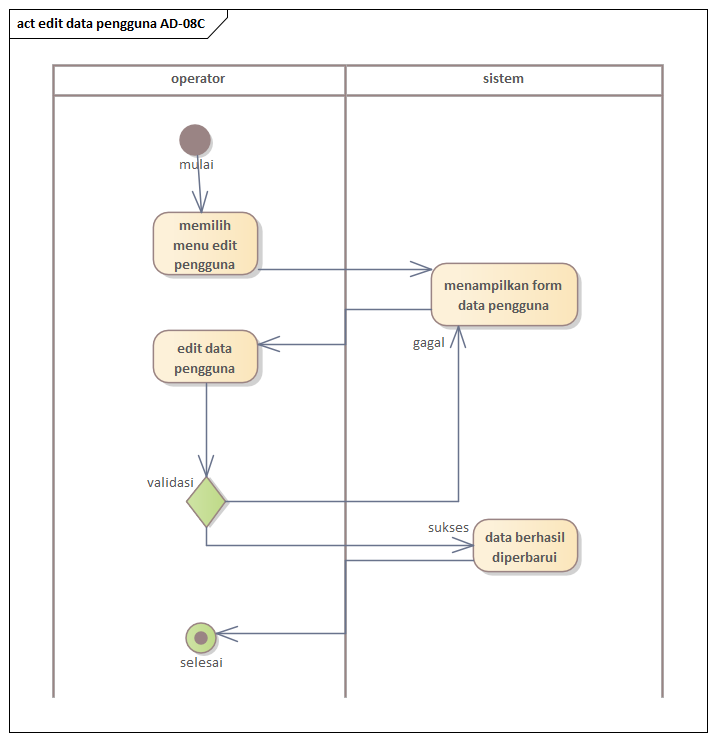 act edit data pengguna AD-08C
operator
sistem
mulai
memilih
menu edit
pengguna
menampilkan form
data pengguna
gagal
edit data
pengguna
validasi
sukses
data berhasil
diperbarui
selesai